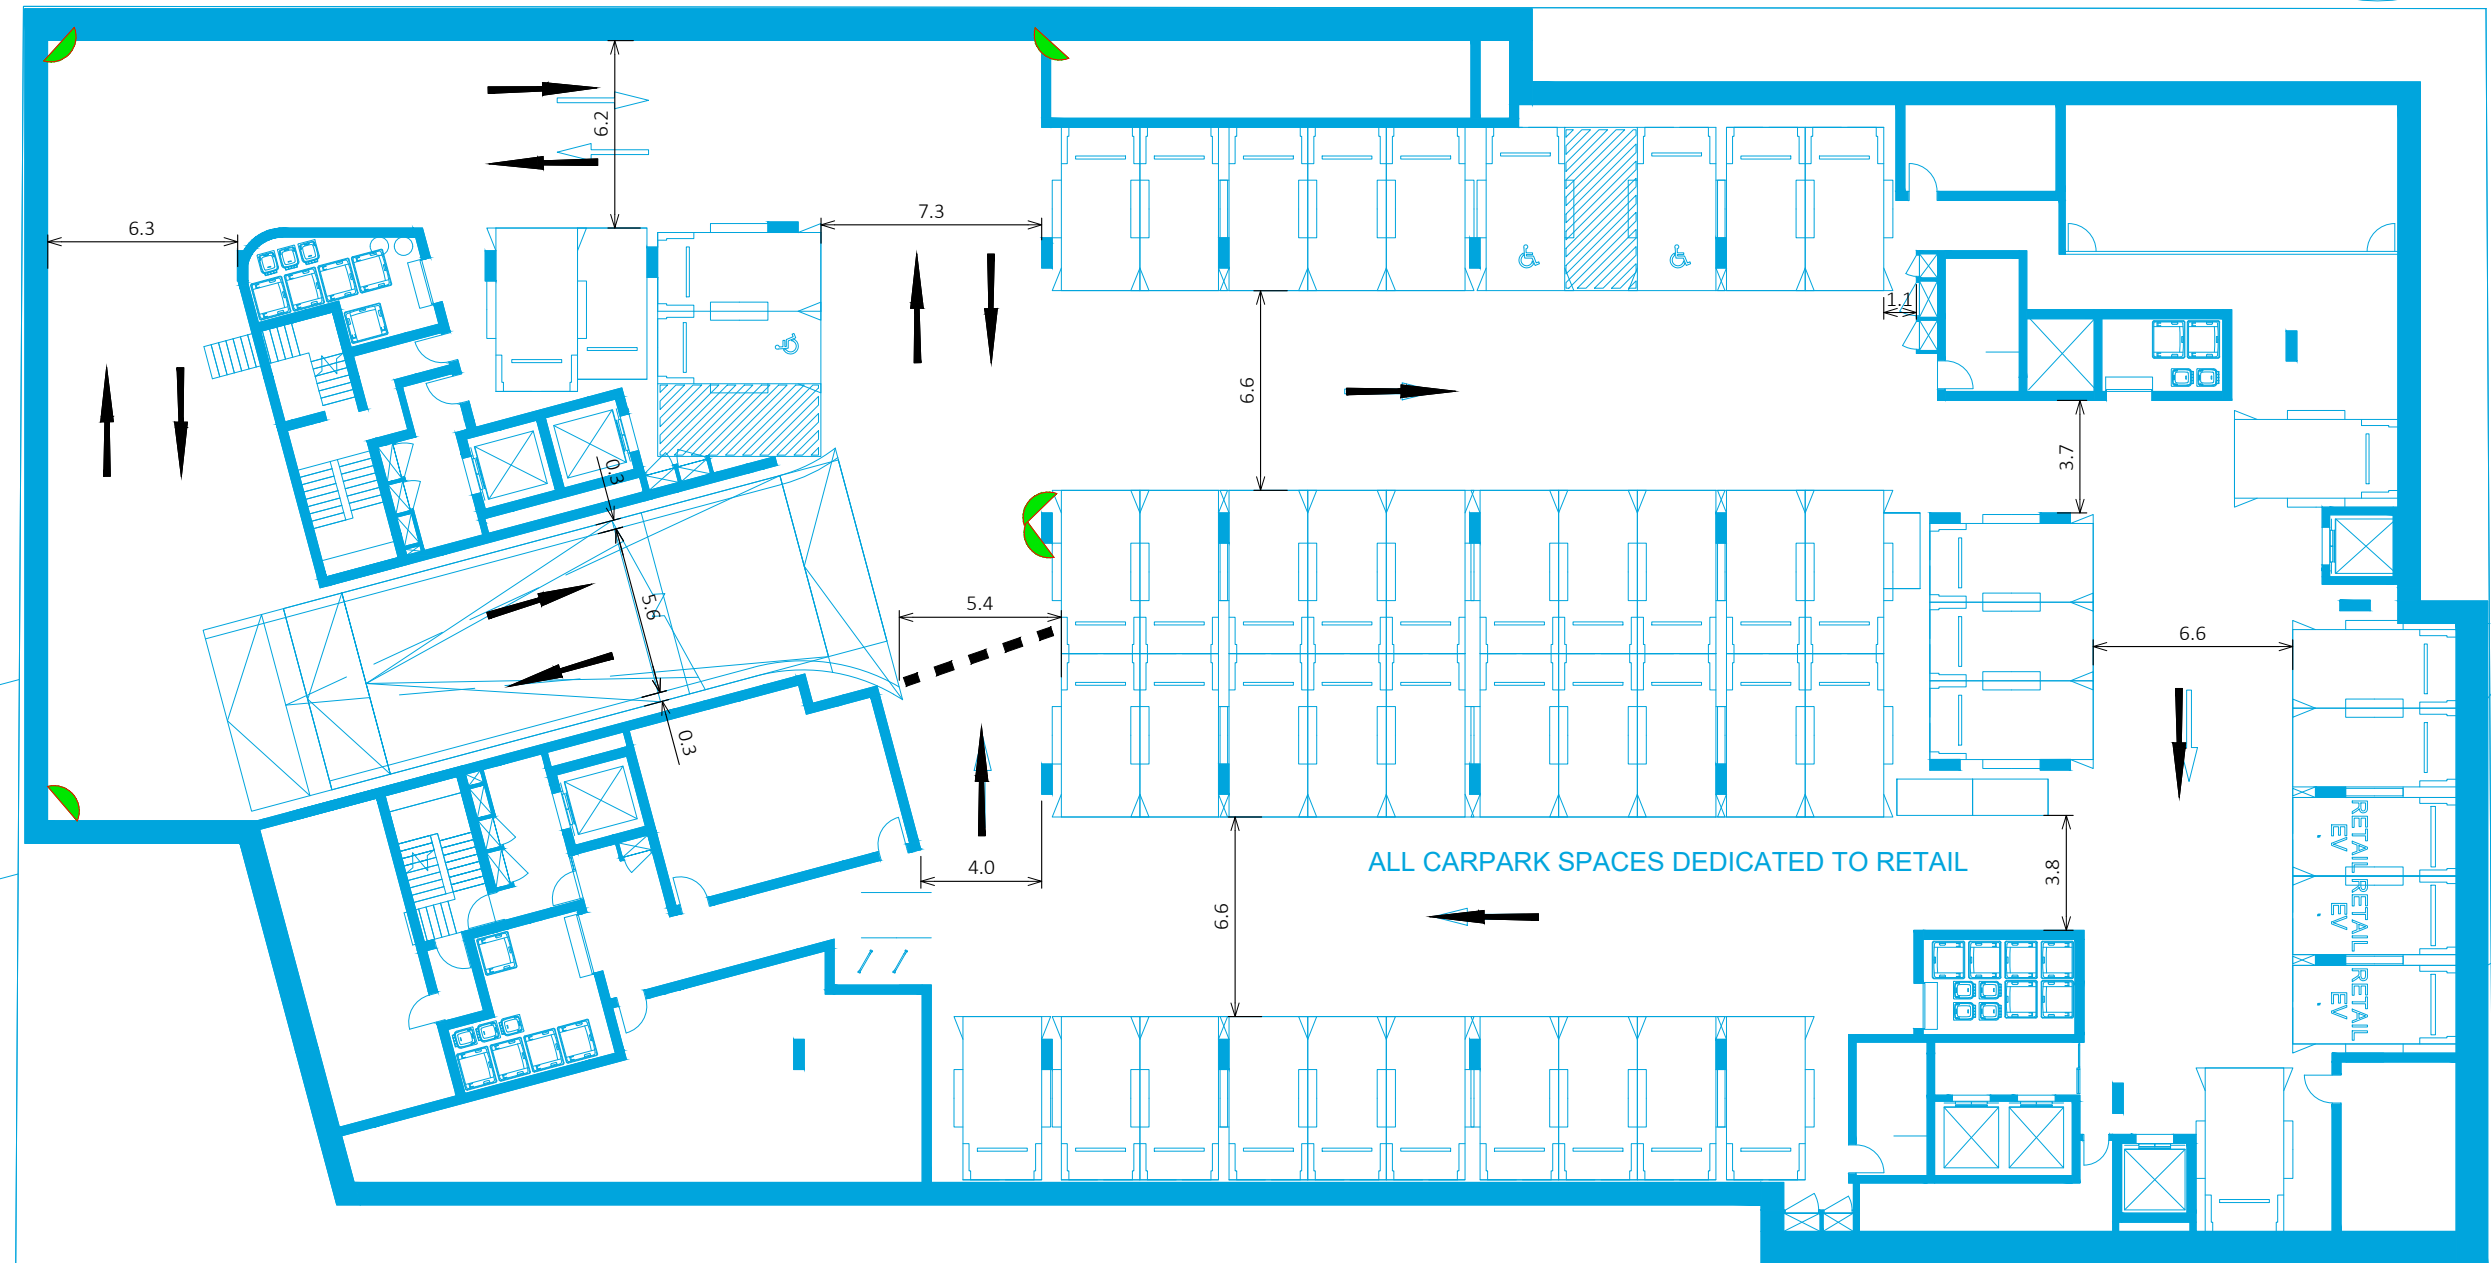 6.2
7.3
6.3
1.1
6.6
3.7
0.3
5.6
5.4
6.6
0.3
4.0
ALL CARPARK SPACES DEDICATED TO RETAIL
3.8
6.6
RETAIL
EV
RETAIL
EV
RETAIL
EV